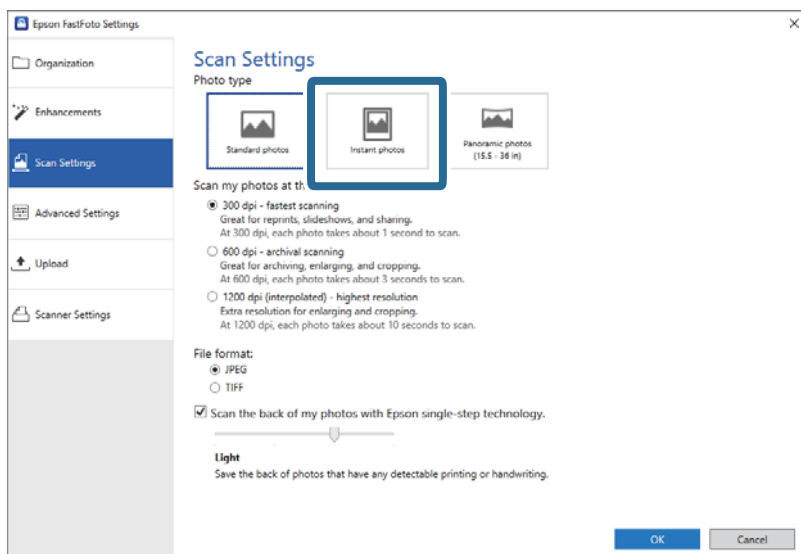 Epson FastFoto Settings
Organization
Enhancements
Scan Settings
Advanced Settings
Upload
Scanner Settings
Scan Settings
Photo type
Standard photos
Instant photos
Panoramic photos
(15.5 - 36 in)
Scan my photos at
300 dpi - fastest scanning
Great for reprints, slideshows, and sharing.
At 300 dpi, each photo takes about 1 second to scan.
600 dpi - archival scanning
Great for archiving, enlarging, and cropping.
At 600 dpi, each photo takes about 3 seconds to scan.
1200 dpi (interpolated) - highest resolution
Extra resolution for enlarging and cropping.
At 1200 dpi, each photo takes about 10 seconds to scan.
File format:
JPEG
TIFF
Scan the back of my photos with Epson single-step technology.
Light
Save the back of photos that have any detectable printing or handwriting.
OK
Cancel